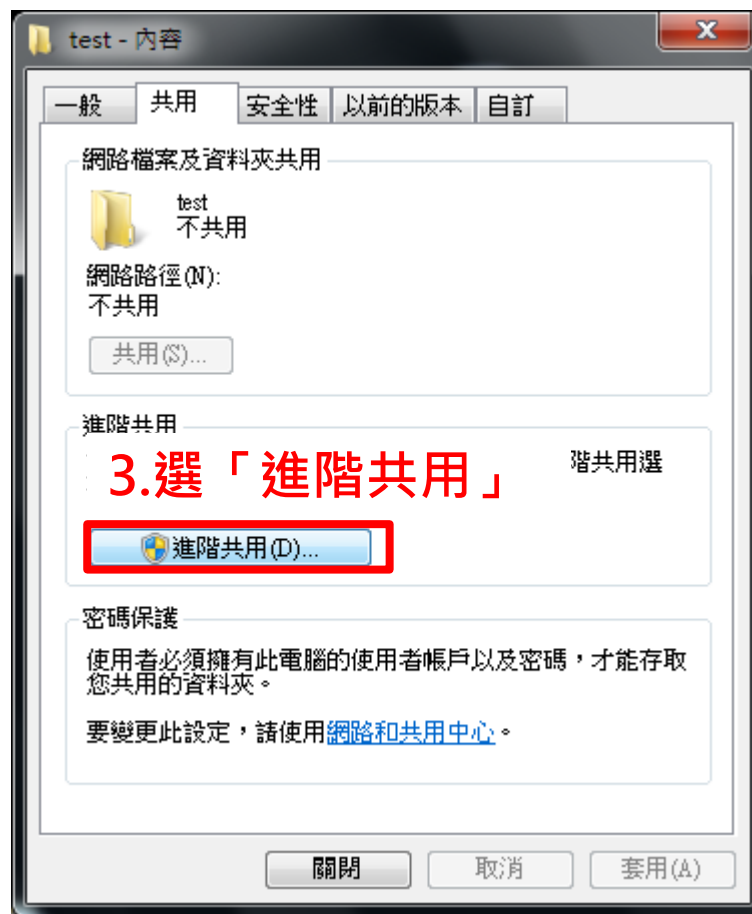 test - 內容
一般 共用 安全性 以前的版本 自訂
網路檔案及資料夾共用
test
不共用
網路路徑(N):
不共用
共用(S)...
進階共用
3.選「進階共用」
階共用選
進階共用(D)...
密碼保護
使用者必須擁有此電腦的使用者帳戶以及密碼，才能存取
您共用的資料夾。
要變更此設定，請使用網路和共用中心。
關閉 取消 套用(A)